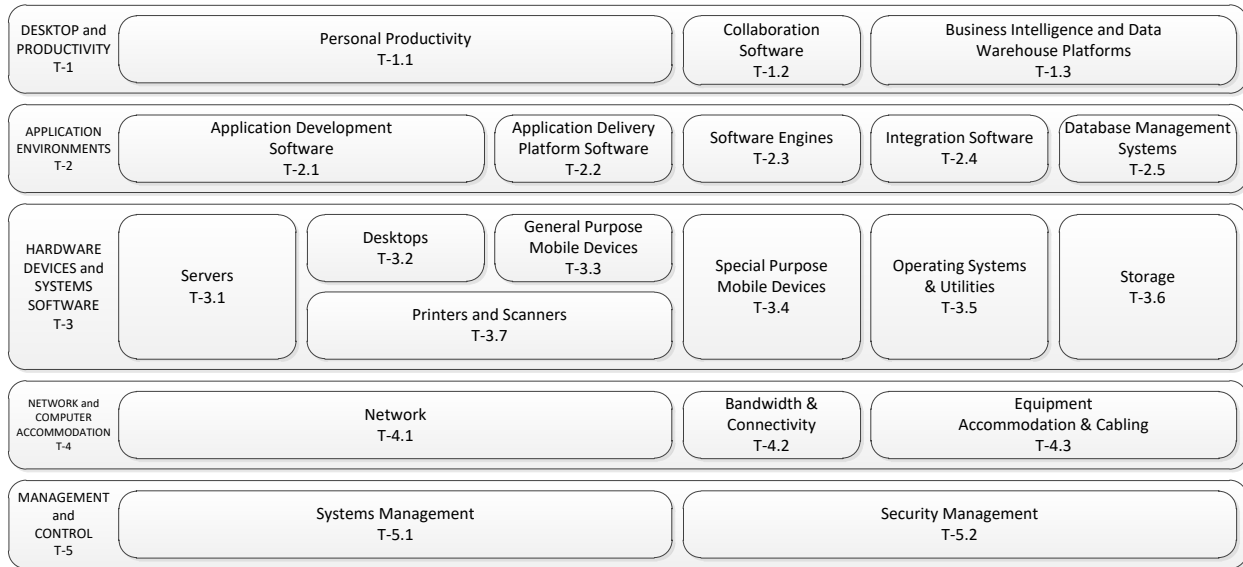 DESKTOP and
PRODUCTIVITY
T-1
Personal Productivity
T-1.1
Collaboration
Software
T-1.2
Business Intelligence and Data
Warehouse Platforms
T-1.3
APPLICATION
ENVIRONMENTS
T-2
Application Development
Software
T-2.1
Application Delivery
Platform Software
T-2.2
Software Engines
T-2.3
Integration Software
T-2.4
Database Management
Systems
T-2.5
HARDWARE
DEVICES and
SYSTEMS
SOFTWARE
T-3
Servers
T-3.1
Desktops
T-3.2
General Purpose
Mobile Devices
T-3.3
Printers and Scanners
T-3.7
Special Purpose
Mobile Devices
T-3.4
Operating Systems
& Utilities
T-3.5
Storage
T-3.6
NETWORK and
COMPUTER
ACCOMMODATION
T-4
Network
T-4.1
Bandwidth &
Connectivity
T-4.2
Equipment
Accommodation & Cabling
T-4.3
MANAGEMENT
and
CONTROL
T-5
Systems Management
T-5.1
Security Management
T-5.2